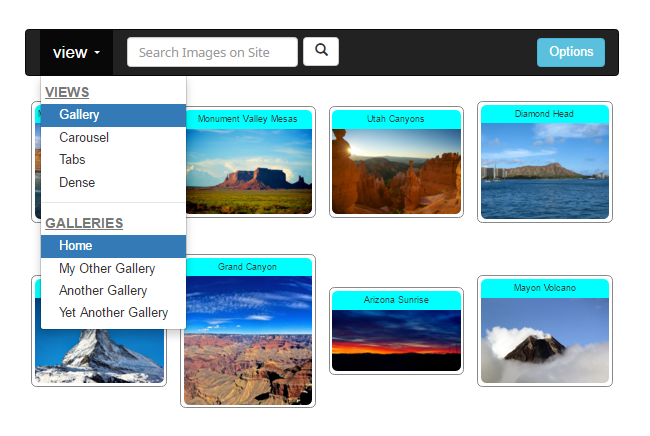 view
Search Images on Site
Options
VIEWS
Gallery
Carousel
Tabs
Dense
GALLERIES
Home
My Other Gallery
Another Gallery
Yet Another Gallery
Monument Valley Mesas
Utah Canyons
Diamond Head
Grand Canyon
Arizona Sunrise
Mayon Volcano